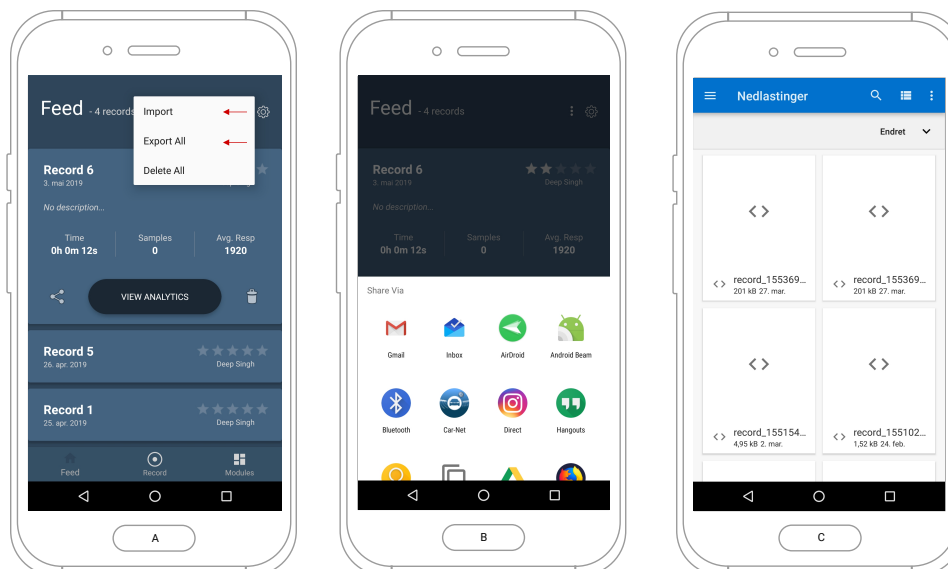 Feed - 4 records
Import
Export All
Delete All
Record 6
3. mai 2019
No description...
Time
0h 0m 12s
Samples
0
Avg. Resp
1920
VIEW ANALYTICS
Record 5
26. apr. 2019
Deep Singh
Record 1
25. apr. 2019
Deep Singh
Feed
Record
Modules
A
Feed - 4 records
Record 6
3. mai 2019
Deep Singh
No description...
Time
0h 0m 12s
Samples
0
Avg. Resp
1920
Share Via
Gmail
Inbox
AirDroid
Android Beam
Bluetooth
Car-Net
Direct
Hangouts
B
Nedlastinger
Endret
record_155369...
201 kB 27. mar.
record_155369...
201 kB 27. mar.
record_155154...
4,95 kB 2. mar.
record_155102...
1,52 kB 24. feb.
C